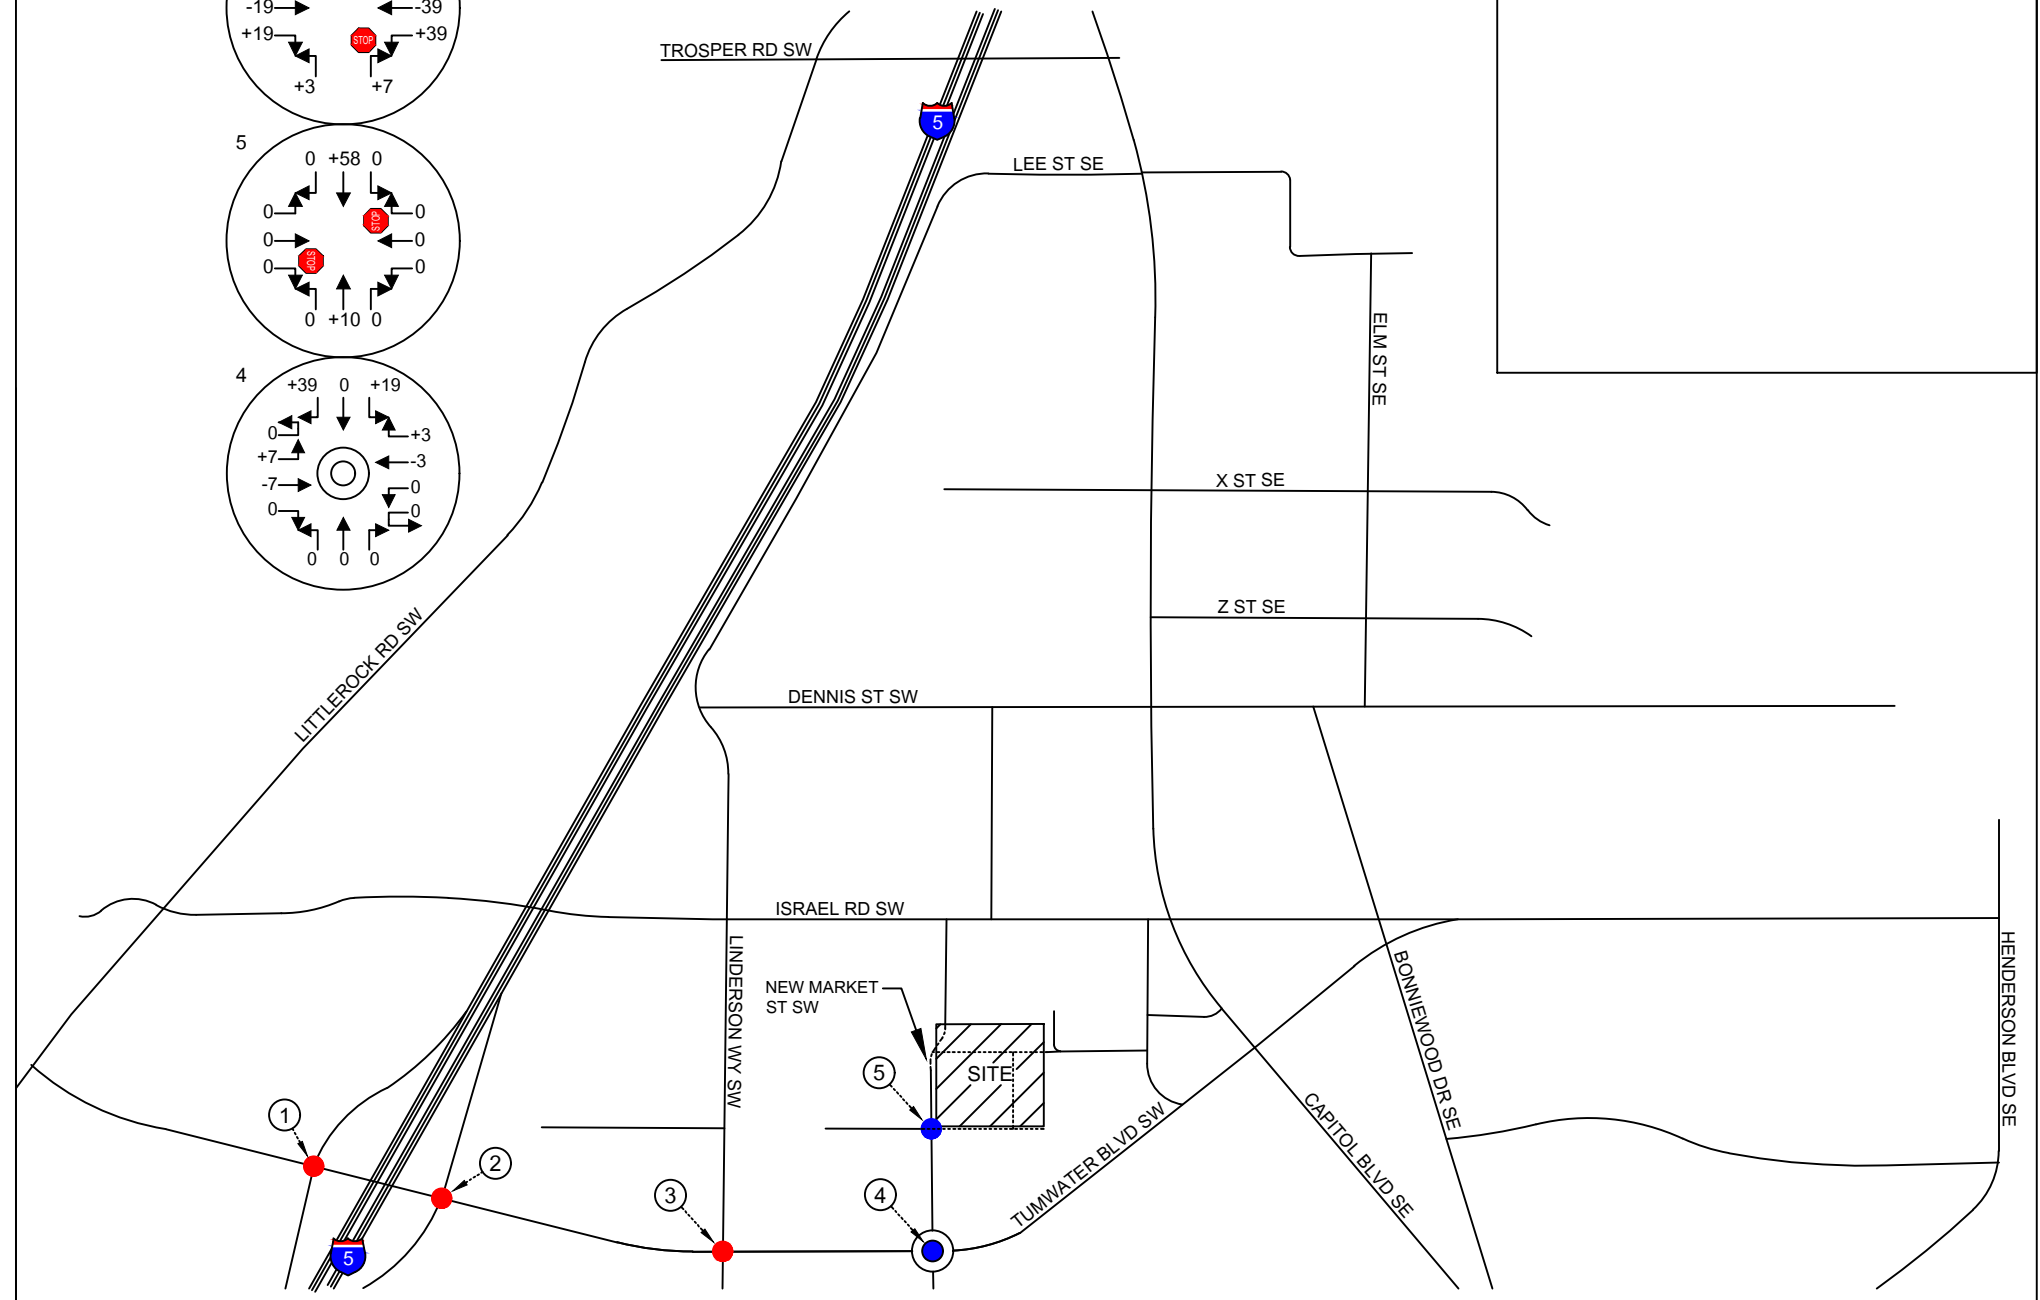 -19 -39
+19 STOP +39
+3 +7
5
0 +58 0
0 STOP 0
0 0
0 STOP 0
0 +10 0
4
+39 0 +19
0 +3
+7 -3
-7 0
0 0
0 0 0
TROSPER RD SW
5
LEE ST SE
ELM ST SE
X ST SE
Z ST SE
LITTLEROCK RD SW
DENNIS ST SW
ISRAEL RD SW
LINDERSON WY SW
NEW MARKET
ST SW
SITE
BONNIEWOOD DR SE
HENDERSON BLVD SE
CAPITOL BLVD SE
TUMWATER BLVD SW
1
2
3
4
5
5